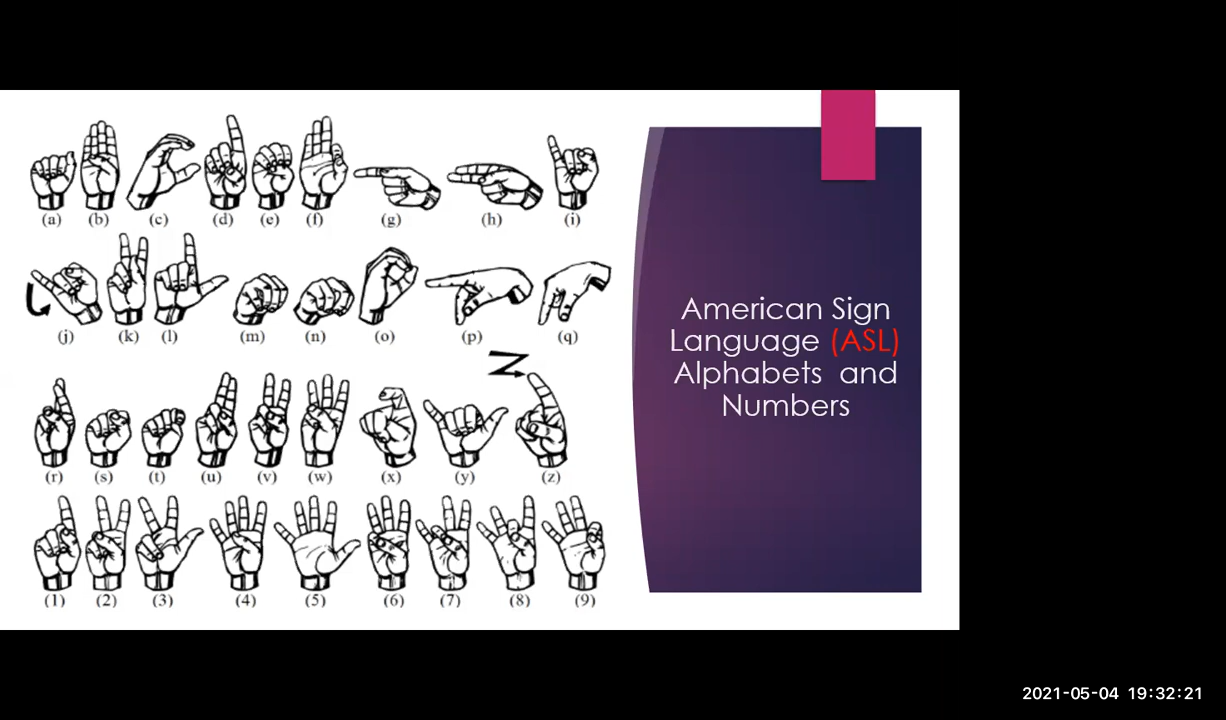 (a) (b) (c) (d) (e) (f) (g) (h) (i)
(j) (k) (l) (m) (n) (o) (p) (q)
Z
(r) (s) (t) (u) (v) (w) (x) (y) (z)
(1) (2) (3) (4) (5) (6) (7) (8) (9)
American Sign
Language (ASL)
Alphabets and
Numbers
2021-05-04 19:32:21